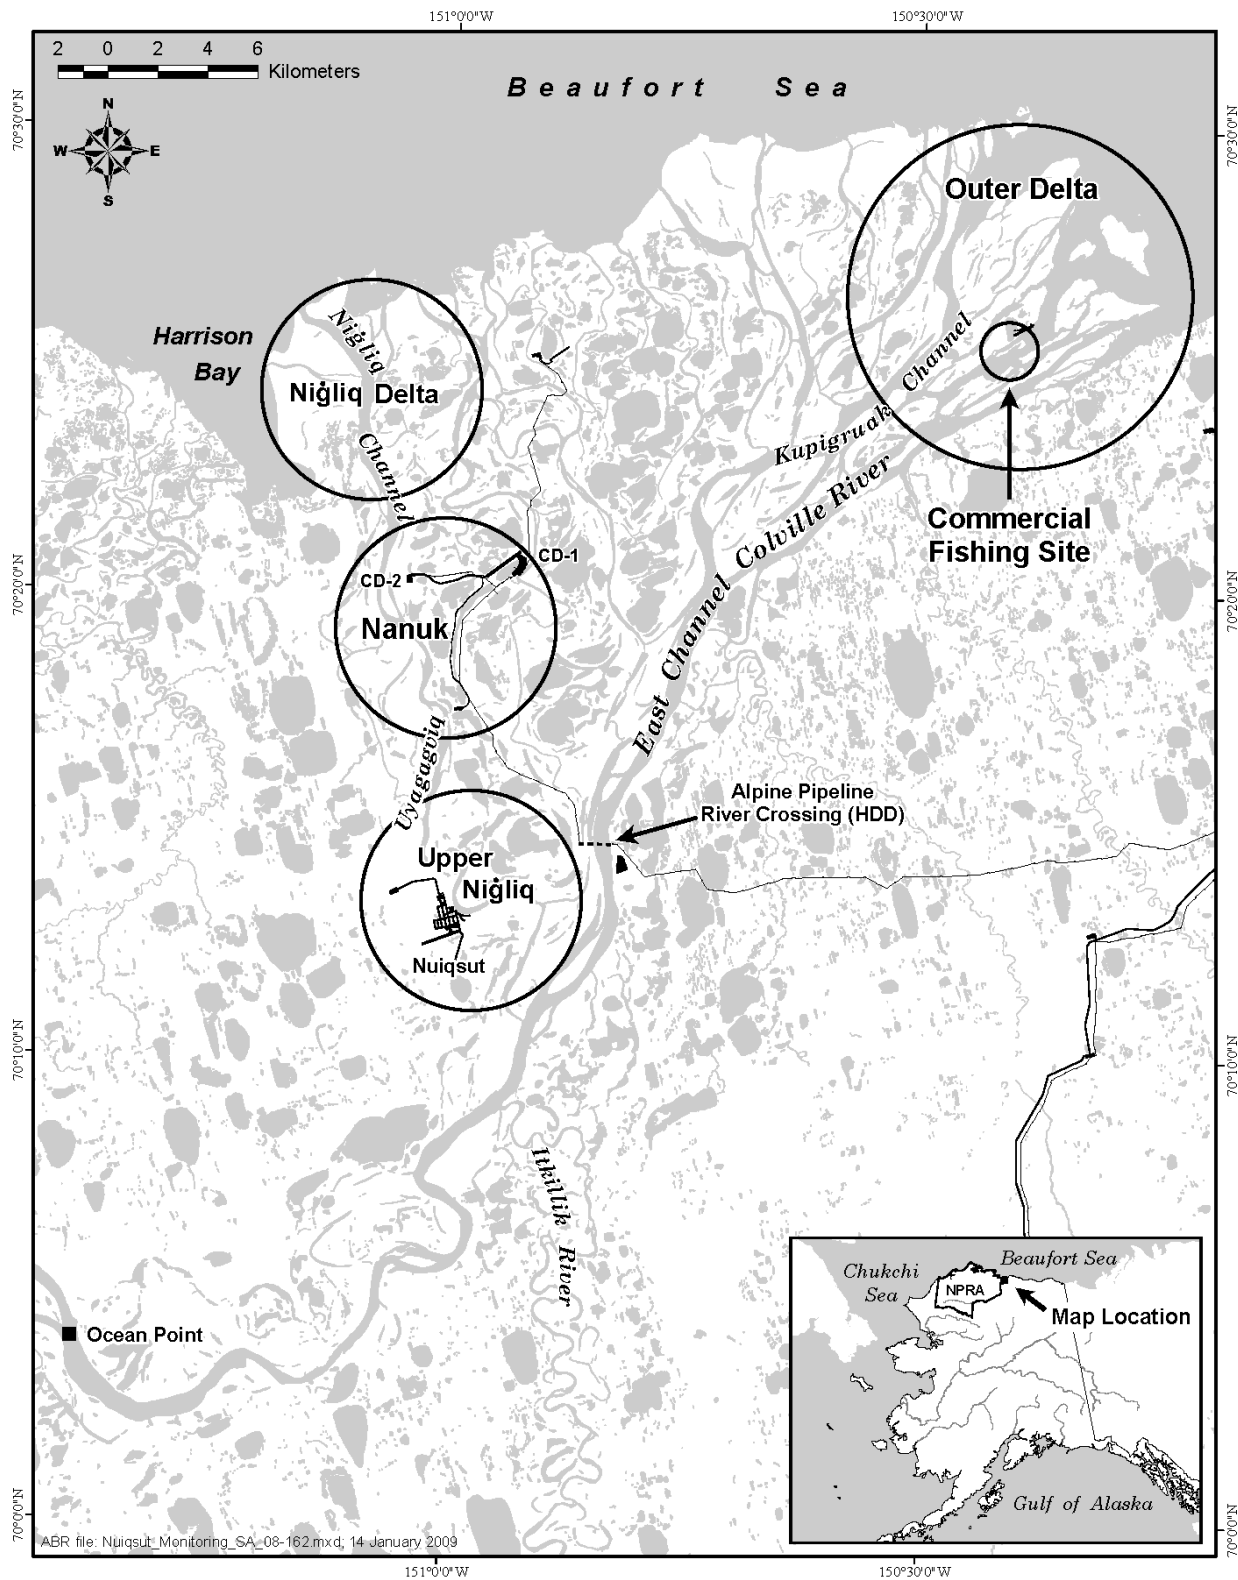 151°0'0"W
150°30'0"W
2 0 2 4 6
Kilometers
Beaufort Sea
N
W E
S
70°30'0"N
70°30'0"N
Outer Delta
Harrison
Bay
Niġliq
Channel
Niġliq Delta
Kupigruak Channel
Commercial
Fishing Site
East Channel Colville River
CD-1
CD-2
Nanuk
70°20'0"N
70°20'0"N
Uyagagviq
Alpine Pipeline
River Crossing (HDD)
Upper
Niġliq
Nuiqsut
70°10'0"N
70°10'0"N
Itkillik River
Ocean Point
Chukchi
Sea
Beaufort Sea
NPRA
Map Location
Gulf of Alaska
70°0'0"N
70°0'0"N
ABR file: Nuiqsut_Monitoring_SA_08-162.mxd; 14 January 2009
151°0'0"W
150°30'0"W